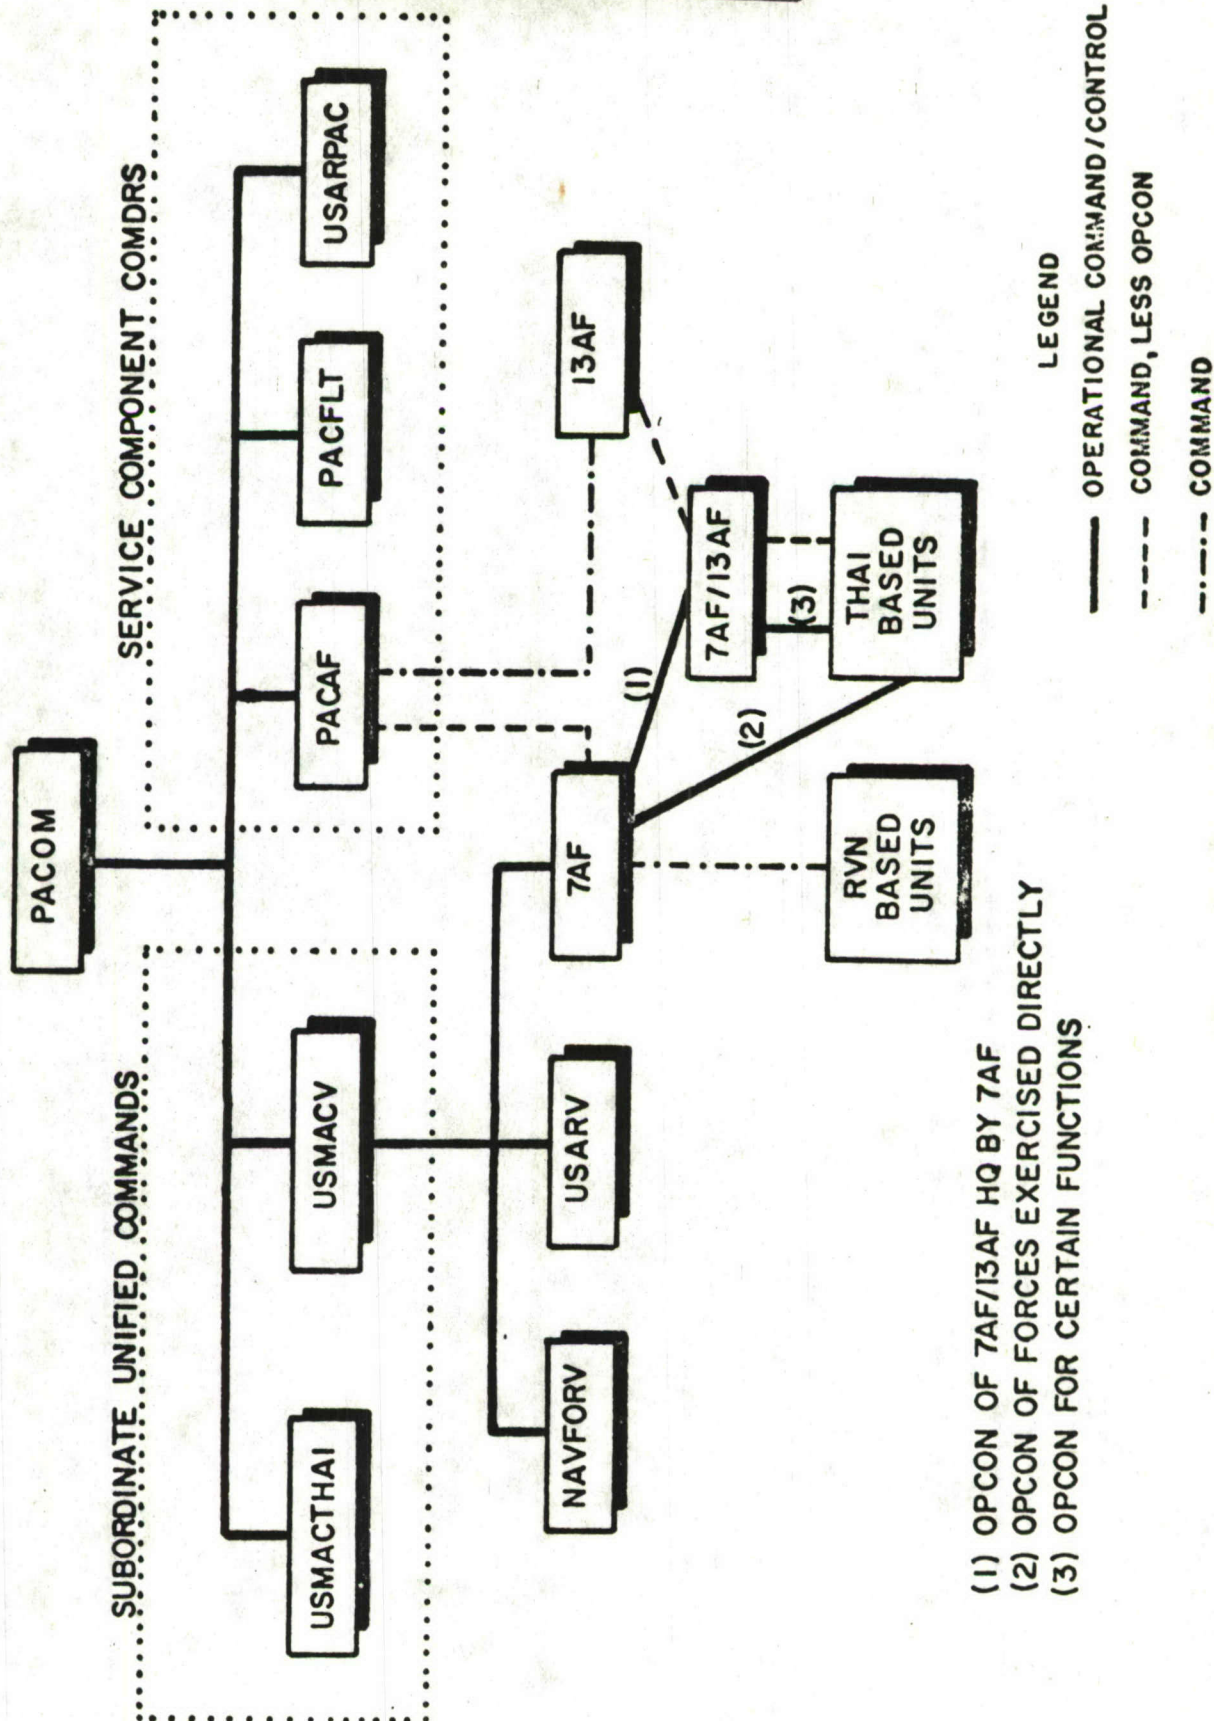 PACOM
SUBORDINATE UNIFIED COMMANDS
SERVICE COMPONENT COMDRS
USMACTHAI
USMACV
PACAF
PACFLT
USARPAC
NAVFORV
USARV
7AF
13AF
(1)
7AF/13AF
(2)
(3)
RVN
BASED
UNITS
THAI
BASED
UNITS
(1) OPCON OF 7AF/13AF HQ BY 7AF
(2) OPCON OF FORCES EXERCISED DIRECTLY
(3) OPCON FOR CERTAIN FUNCTIONS
LEGEND
OPERATIONAL COMMAND/CONTROL
COMMAND, LESS OPCON
COMMAND